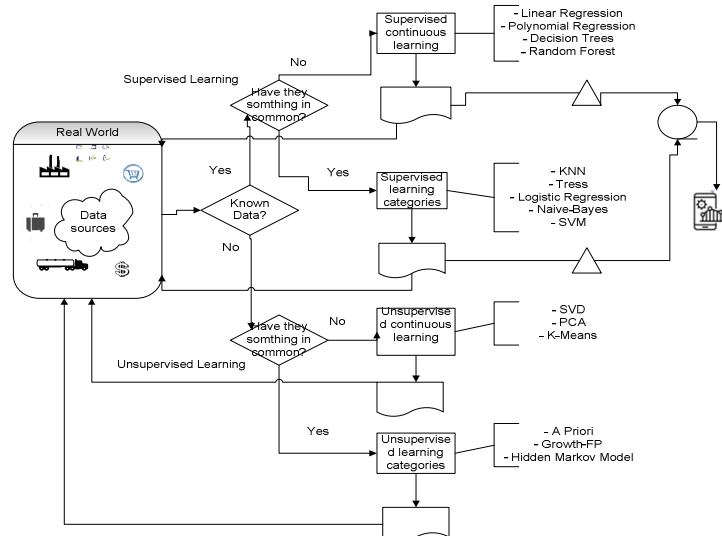 Supervised
continuous
learning
- Linear Regression
- Polynomial Regression
- Decision Trees
- Random Forest
No
Supervised Learning
Have they
somthing in
common?
Real World
Yes
Yes
Supervised
learning
categories
- KNN
- Tress
- Logistic Regression
- Naive-Bayes
- SVM
Data
sources
Known
Data?
No
$
Have they
somthing in
common?
No
Unsupervise
d continuous
learning
- SVD
- PCA
- K-Means
Unsupervised Learning
Yes
Unsupervise
d learning
categories
- A Priori
- Growth-FP
- Hidden Markov Model